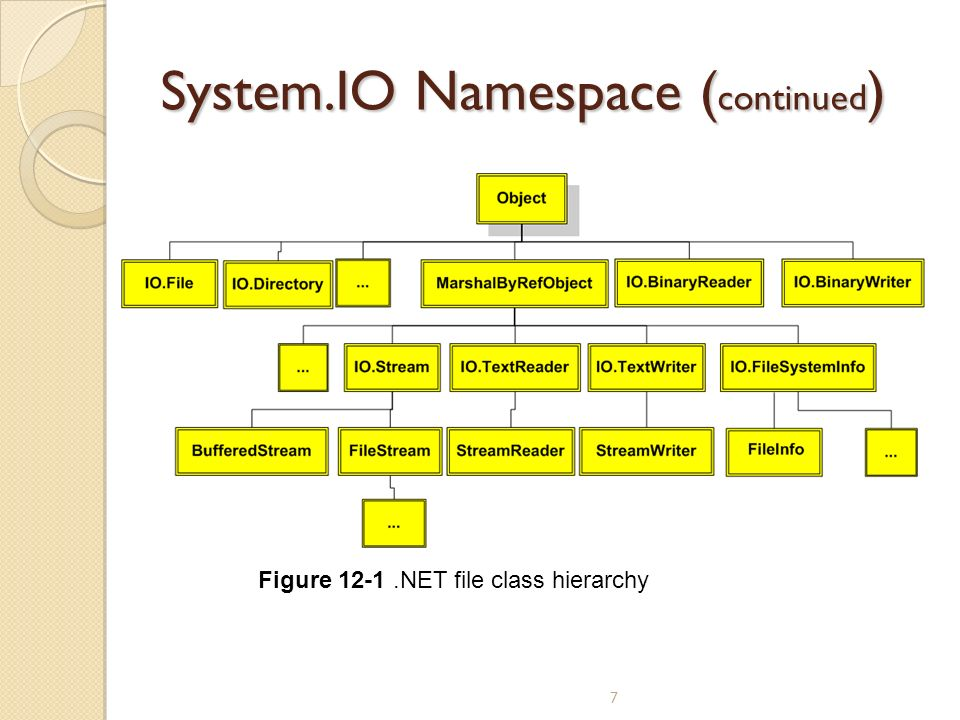 System.IO Namespace (continued)
Object
IO.File
IO.Directory
...
MarshalByRefObject
IO.BinaryReader
IO.BinaryWriter
...
IO.Stream
IO.TextReader
IO.TextWriter
IO.FileSystemInfo
BufferedStream
FileStream
StreamReader
StreamWriter
FileInfo
...
...
Figure 12-1 .NET file class hierarchy
7